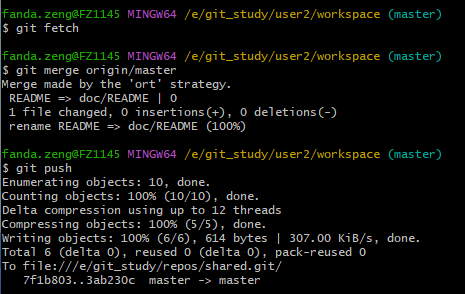 fanda.zeng@FZ1145 MINGW64 /e/git_study/user2/workspace (master)
$ git fetch
fanda.zeng@FZ1145 MINGW64 /e/git_study/user2/workspace (master)
$ git merge origin/master
Merge made by the 'ort' strategy.
README => doc/README | 0
1 file changed, 0 insertions(+), 0 deletions(-)
rename README => doc/README (100%)
fanda.zeng@FZ1145 MINGW64 /e/git_study/user2/workspace (master)
$ git push
Enumerating objects: 10, done.
Counting objects: 100% (10/10), done.
Delta compression using up to 12 threads
Compressing objects: 100% (5/5), done.
Writing objects: 100% (6/6), 614 bytes | 307.00 KiB/s, done.
Total 6 (delta 0), reused 0 (delta 0), pack-reused 0
To file:///e/git_study/repos/shared.git/
7f1b803..3ab230c  master -> master